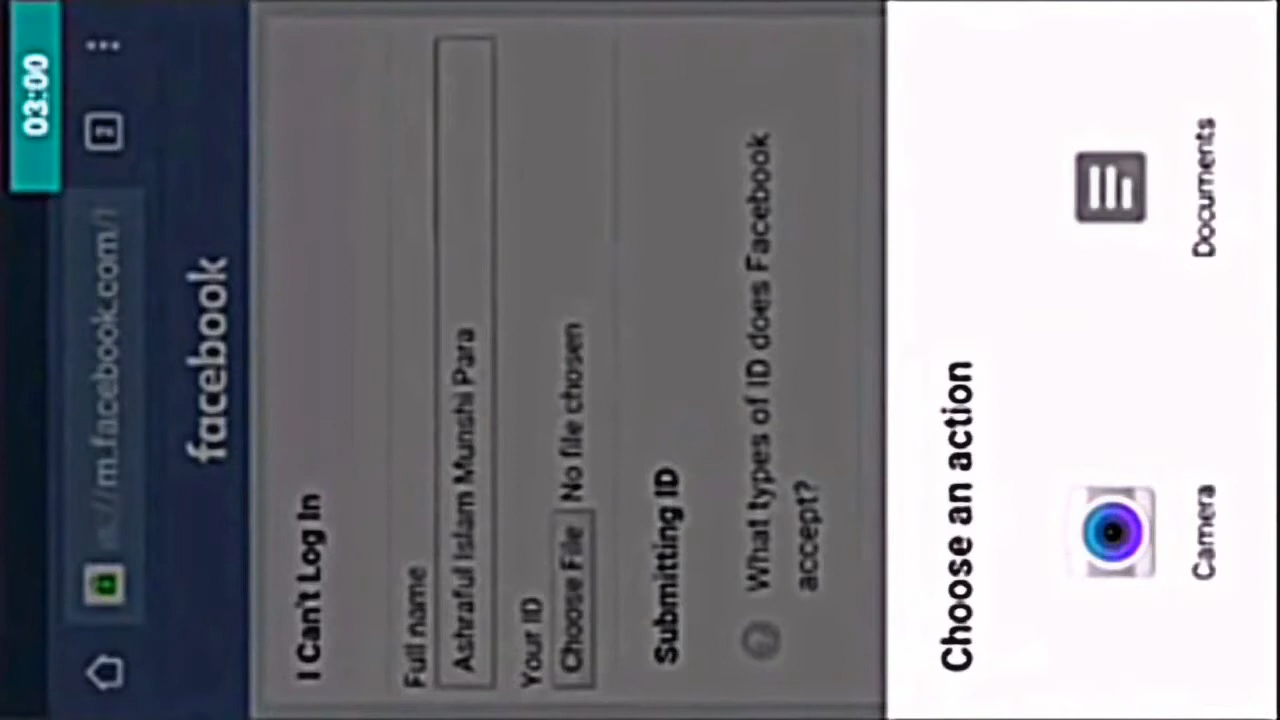 03:00
m.facebook.com/
facebook
I Can't Log In
Full name
Ashraful Islam Munshi Para
Your ID
Choose File No file chosen
Submitting ID
What types of ID does Facebook
accept?
Choose an action
Camera
Documents